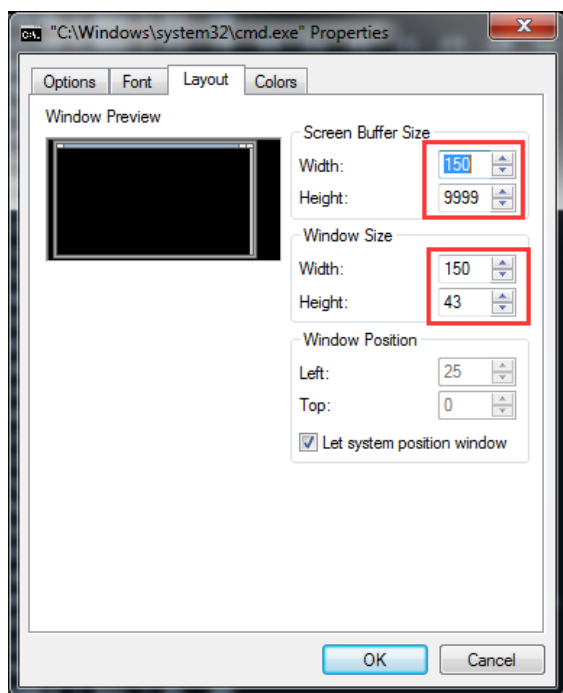 "C:\Windows\system32\cmd.exe" Properties
Options Font Layout Colors
Window Preview
Screen Buffer Size
Width: 150
Height: 9999
Window Size
Width: 150
Height: 43
Window Position
Left: 25
Top: 0
Let system position window
OK Cancel